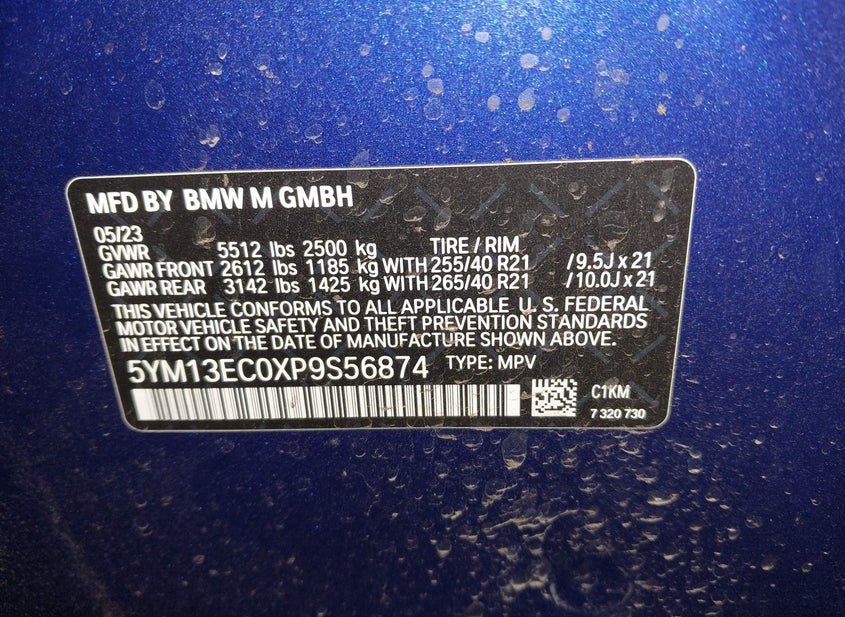 MFD BY BMW M GMBH
05/23
GVWR 5512 lbs 2500 kg TIRE / RIM
GAWR FRONT 2612 lbs 1185 kg WITH 255/40 R21 /9.5J x 21
GAWR REAR 3142 lbs 1425 kg WITH 265/40 R21 /10.0J x 21
THIS VEHICLE CONFORMS TO ALL APPLICABLE U. S. FEDERAL
MOTOR VEHICLE SAFETY AND THEFT PREVENTION STANDARDS
IN EFFECT ON THE DATE OF MANUFACTURE SHOWN ABOVE.
5YM13EC0XP9S56874 TYPE: MPV
C1KM
7 320 730